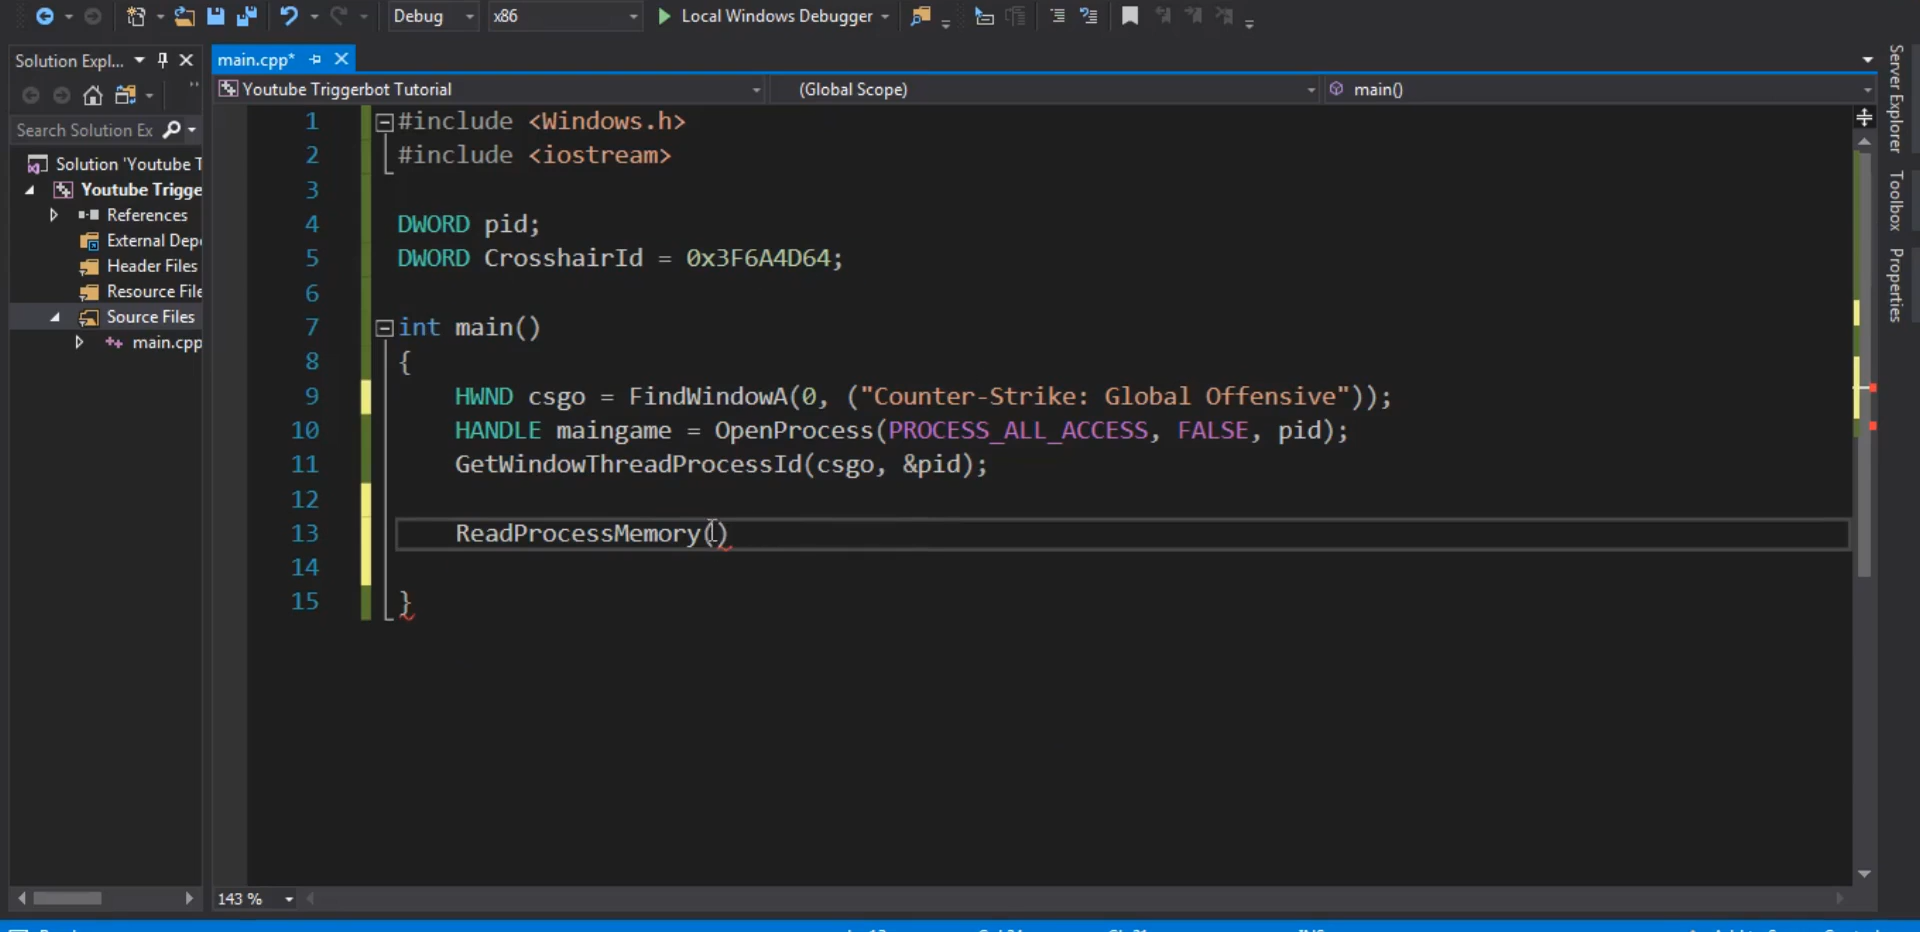 Debug x86 Local Windows Debugger
Solution Expl... main.cpp*
Youtube Triggerbot Tutorial (Global Scope) main()
Search Solution Ex
Solution 'Youtube T
Youtube Trigge
References
External Dep
Header Files
Resource File
Source Files
main.cpp
1 #include <Windows.h>
2 #include <iostream>
3
4 DWORD pid;
5 DWORD CrosshairId = 0x3F6A4D64;
6
7 int main()
8 {
9 HWND csgo = FindWindowA(0, ("Counter-Strike: Global Offensive"));
10 HANDLE maingame = OpenProcess(PROCESS_ALL_ACCESS, FALSE, pid);
11 GetWindowThreadProcessId(csgo, &pid);
12
13 ReadProcessMemory()
14
15 }
143 %
Server Explorer
Toolbox
Properties